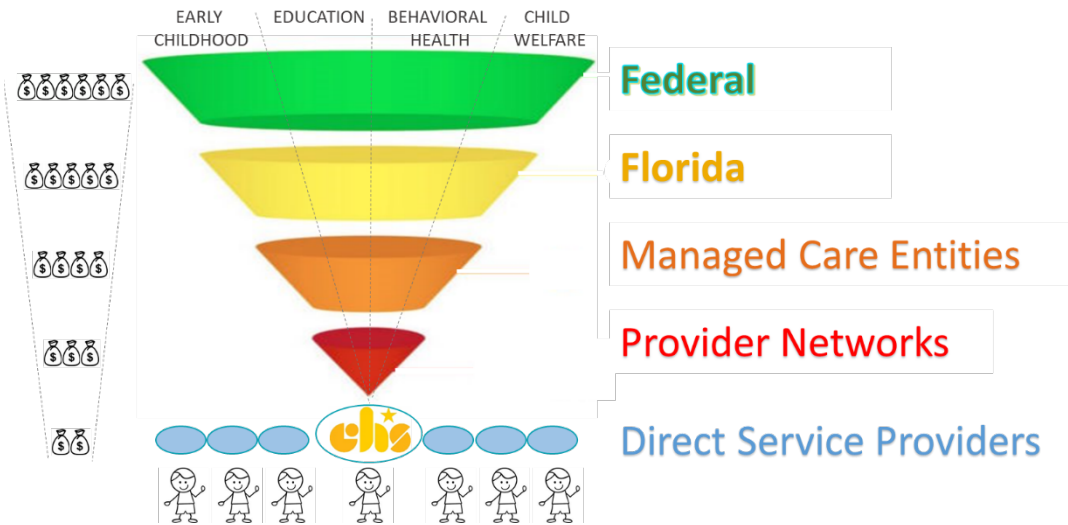 EARLY CHILDHOOD
EDUCATION
BEHAVIORAL HEALTH
CHILD WELFARE
$ $ $ $ $ $
Federal
$ $ $ $ $
Florida
$ $ $ $
Managed Care Entities
$ $ $
Provider Networks
$ $
chs
Direct Service Providers